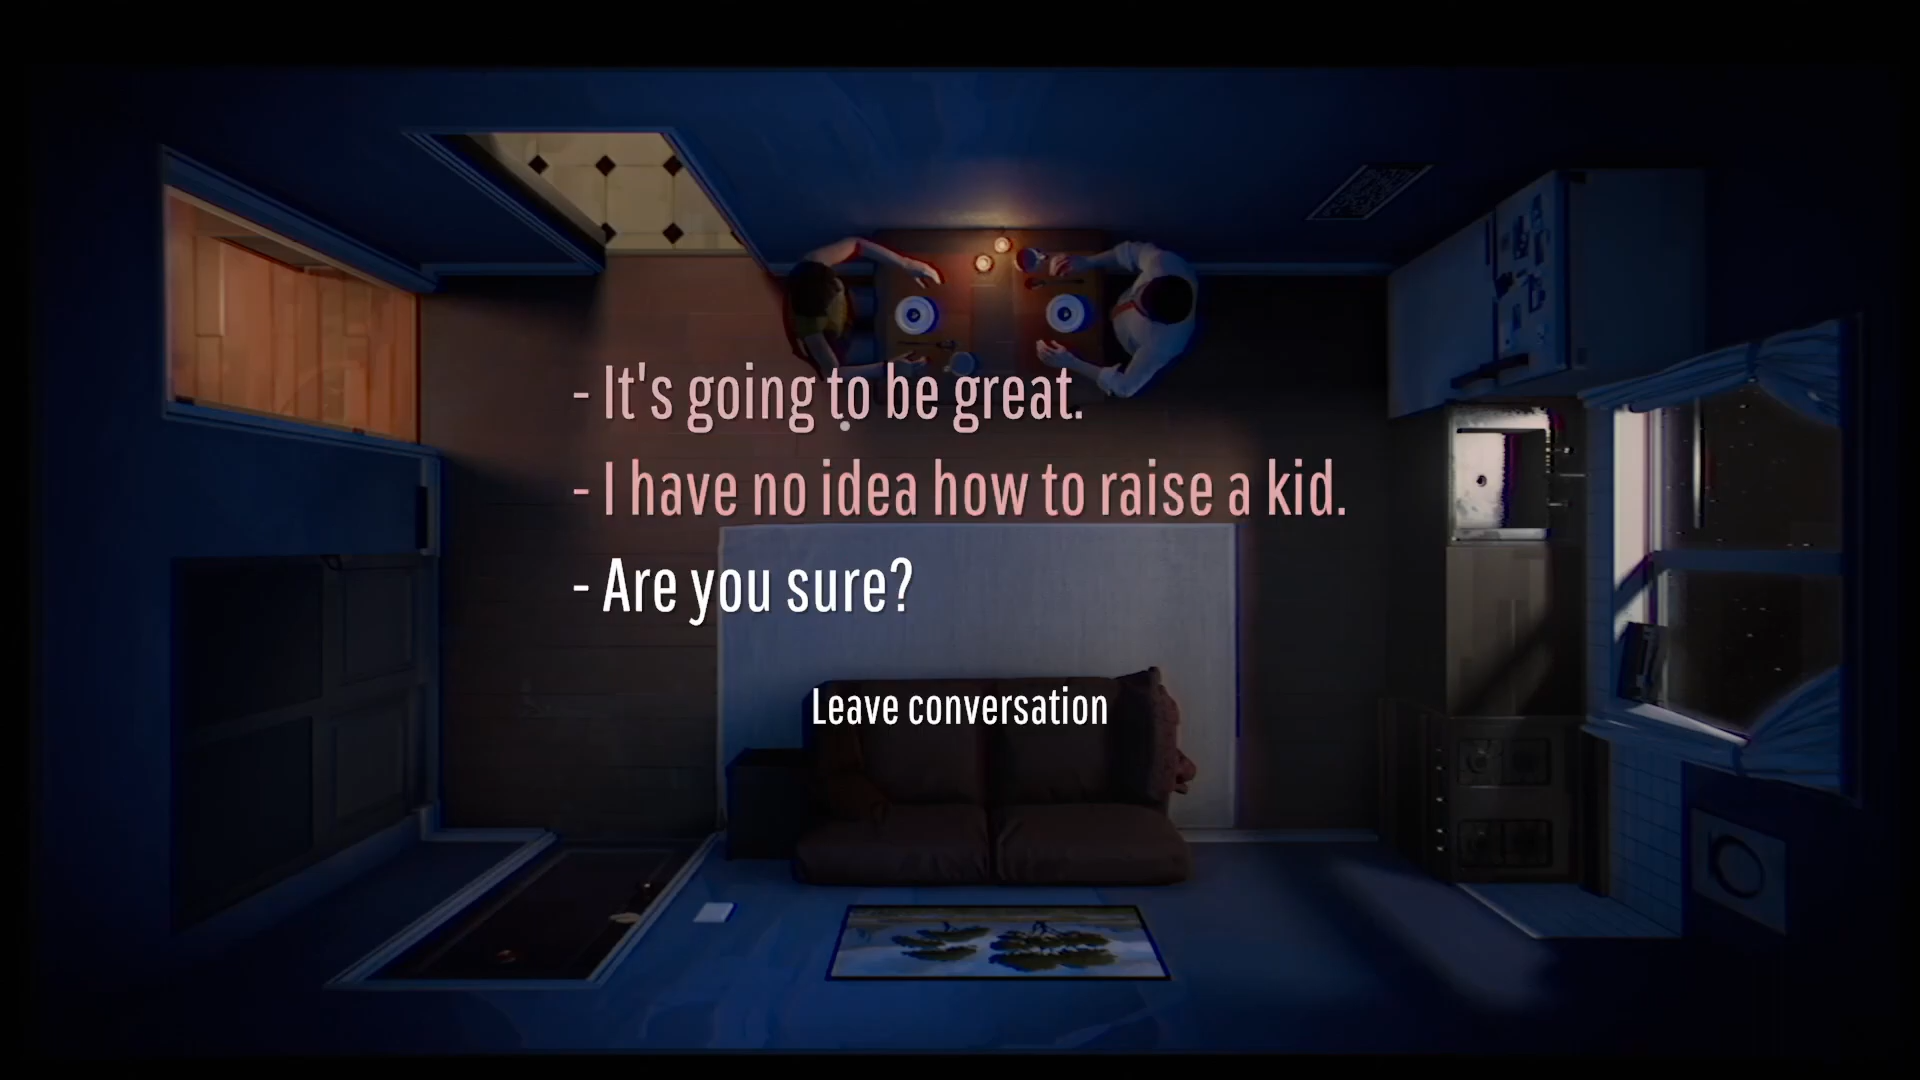 - It's going to be great.
- I have no idea how to raise a kid.
- Are you sure?
Leave conversation